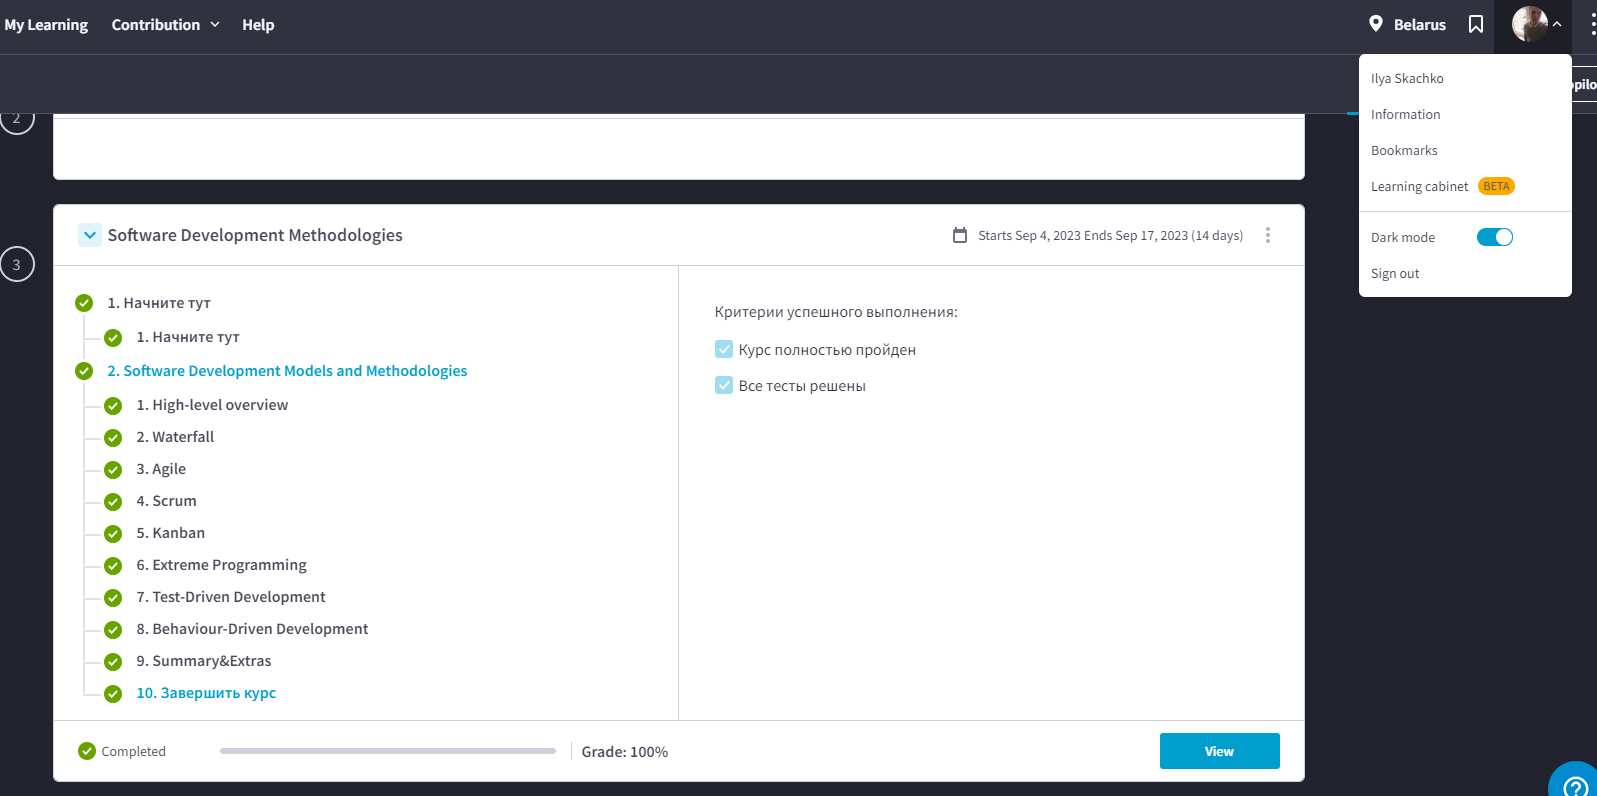 My Learning Contribution Help Belarus
Ilya Skachko
Information
Bookmarks
Learning cabinet BETA
Dark mode
Sign out
2
3
Software Development Methodologies Starts Sep 4, 2023 Ends Sep 17, 2023 (14 days)
1. Начните тут
1. Начните тут
2. Software Development Models and Methodologies
1. High-level overview
2. Waterfall
3. Agile
4. Scrum
5. Kanban
6. Extreme Programming
7. Test-Driven Development
8. Behaviour-Driven Development
9. Summary&Extras
10. Завершить курс
Критерии успешного выполнения:
Курс полностью пройден
Все тесты решены
Completed Grade: 100% View